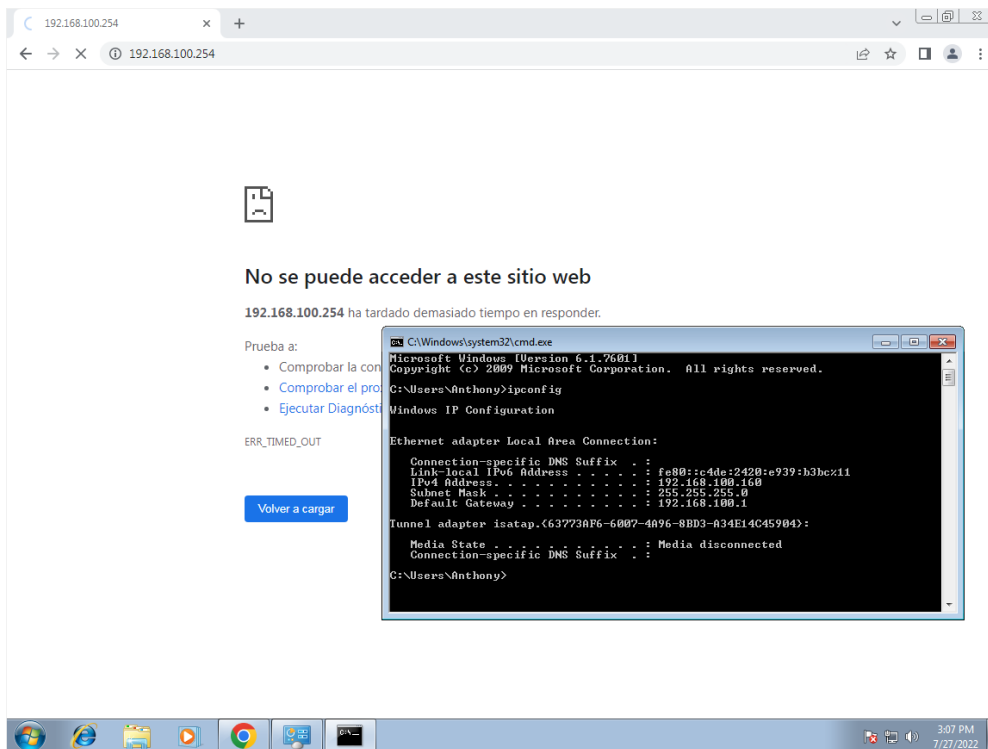 192.168.100.254
192.168.100.254
No se puede acceder a este sitio web
192.168.100.254 ha tardado demasiado tiempo en responder.
Prueba a:
Comprobar la con
Comprobar el pro
Ejecutar Diagnósti
ERR_TIMED_OUT
Volver a cargar
C:\Windows\system32\cmd.exe
Microsoft Windows [Version 6.1.7601]
Copyright (c) 2009 Microsoft Corporation.  All rights reserved.
C:\Users\Anthony>ipconfig
Windows IP Configuration
Ethernet adapter Local Area Connection:
Connection-specific DNS Suffix  . :
Link-local IPv6 Address . . . . . : fe80::c4de:2420:e939:b3bc%11
IPv4 Address. . . . . . . . . . . : 192.168.100.160
Subnet Mask . . . . . . . . . . . : 255.255.255.0
Default Gateway . . . . . . . . . : 192.168.100.1
Tunnel adapter isatap.{63773AF6-6007-4A96-8BD3-A34E14C45904}:
Media State . . . . . . . . . . . : Media disconnected
Connection-specific DNS Suffix  . :
C:\Users\Anthony>
3:07 PM
7/27/2022